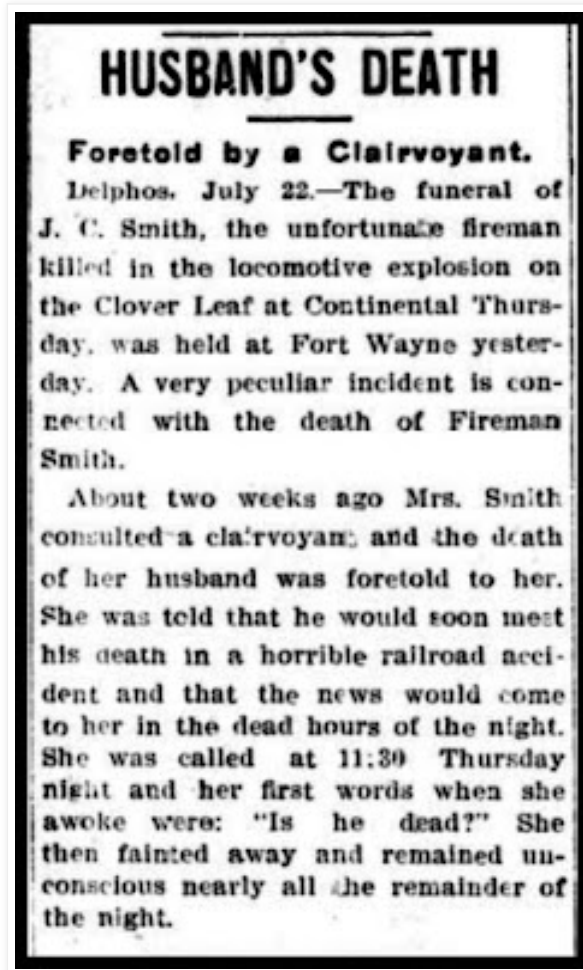 HUSBAND'S DEATH
Foretold by a Clairvoyant.
Delphos, July 22.—The funeral of
J. C. Smith, the unfortunate fireman
killed in the locomotive explosion on
the Clover Leaf at Continental Thurs-
day, was held at Fort Wayne yester-
day. A very peculiar incident is con-
nected with the death of Fireman
Smith.
About two weeks ago Mrs. Smith
consulted a clairvoyant and the death
of her husband was foretold to her.
She was told that he would soon meet
his death in a horrible railroad acci-
dent and that the news would come
to her in the dead hours of the night.
She was called at 11:30 Thursday
night and her first words when she
awoke were: "Is he dead?" She
then fainted away and remained un-
conscious nearly all the remainder of
the night.